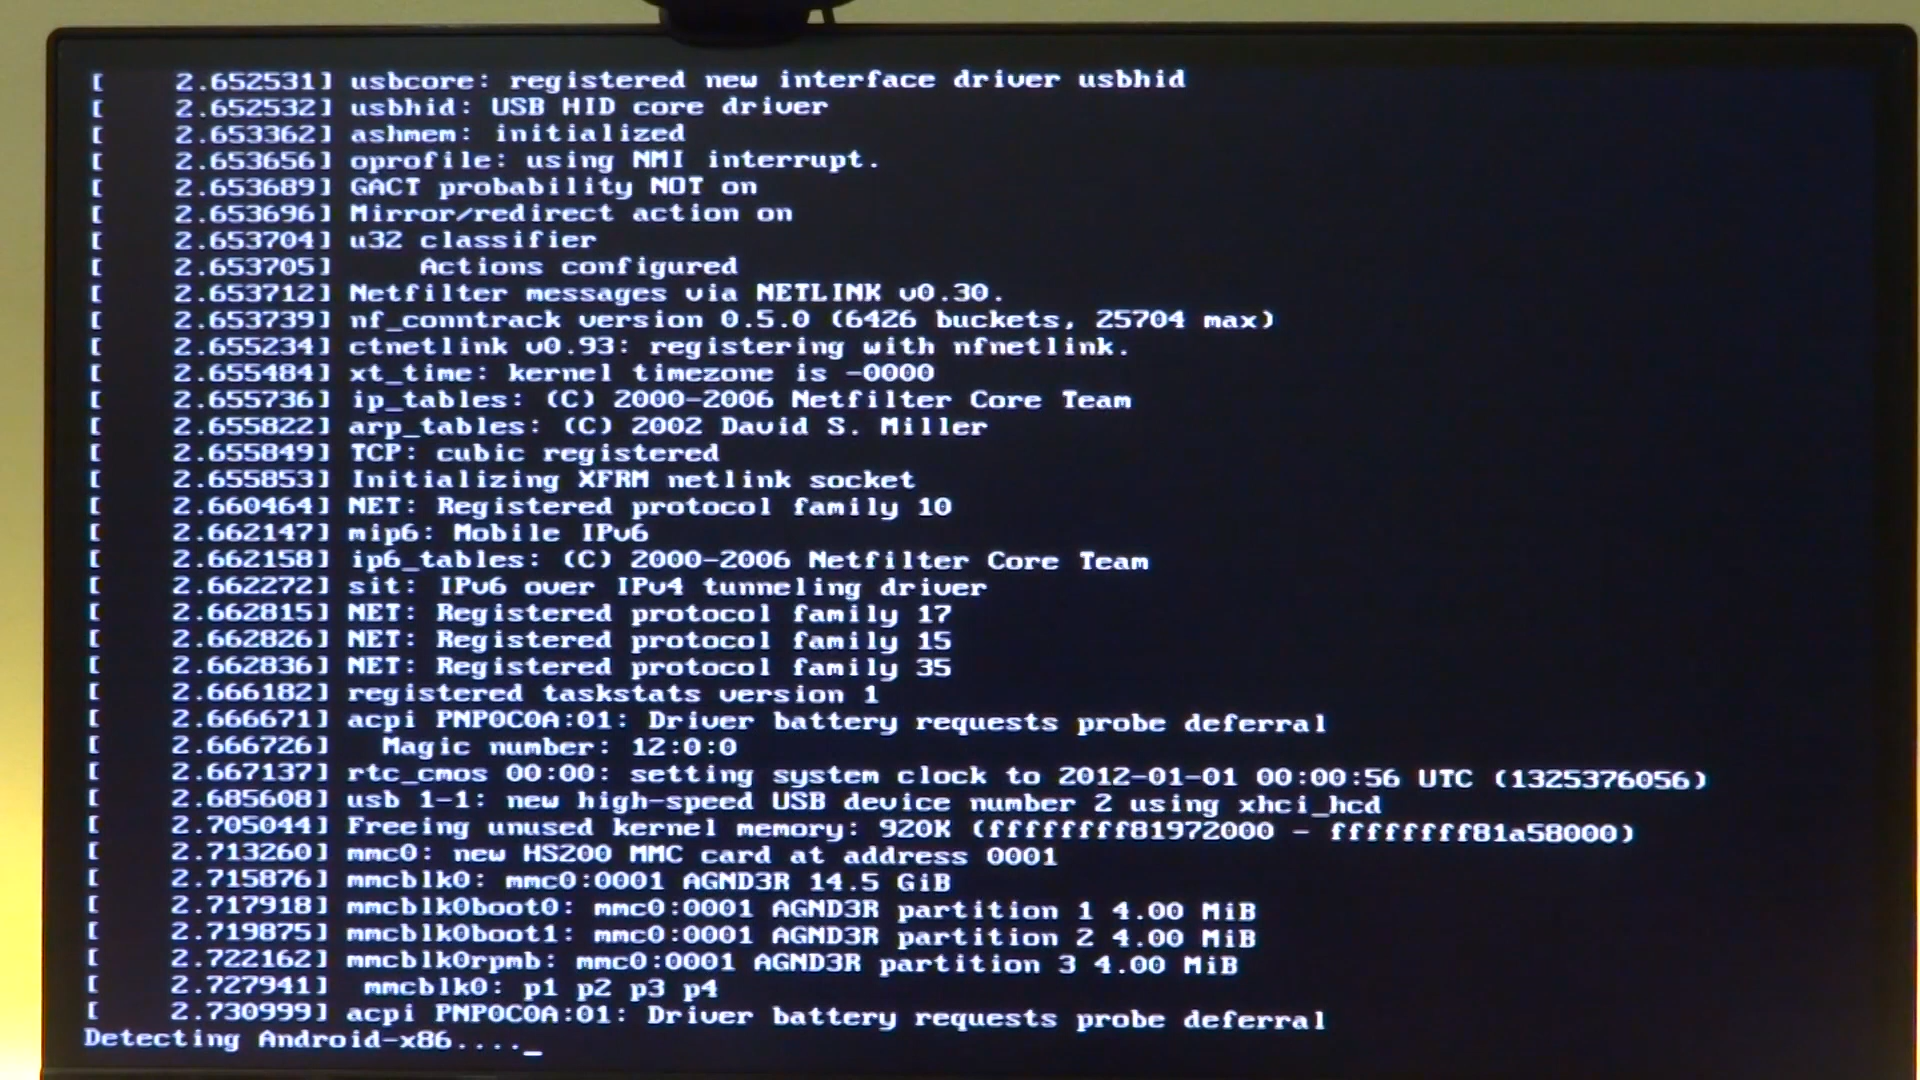 [    2.652531] usbcore: registered new interface driver usbhid
[    2.652532] usbhid: USB HID core driver
[    2.653362] ashmem: initialized
[    2.653656] oprofile: using NMI interrupt.
[    2.653689] GACT probability NOT on
[    2.653696] Mirror/redirect action on
[    2.653704] u32 classifier
[    2.653705]     Actions configured
[    2.653712] Netfilter messages via NETLINK v0.30.
[    2.653739] nf_conntrack version 0.5.0 (6426 buckets, 25704 max)
[    2.655234] ctnetlink v0.93: registering with nfnetlink.
[    2.655484] xt_time: kernel timezone is -0000
[    2.655736] ip_tables: (C) 2000-2006 Netfilter Core Team
[    2.655822] arp_tables: (C) 2002 David S. Miller
[    2.655849] TCP: cubic registered
[    2.655853] Initializing XFRM netlink socket
[    2.660464] NET: Registered protocol family 10
[    2.662147] mip6: Mobile IPv6
[    2.662158] ip6_tables: (C) 2000-2006 Netfilter Core Team
[    2.662272] sit: IPv6 over IPv4 tunneling driver
[    2.662815] NET: Registered protocol family 17
[    2.662826] NET: Registered protocol family 15
[    2.662836] NET: Registered protocol family 35
[    2.666182] registered taskstats version 1
[    2.666671] acpi PNP0C0A:01: Driver battery requests probe deferral
[    2.666726]   Magic number: 12:0:0
[    2.667137] rtc_cmos 00:00: setting system clock to 2012-01-01 00:00:56 UTC (1325376056)
[    2.685608] usb 1-1: new high-speed USB device number 2 using xhci_hcd
[    2.705044] Freeing unused kernel memory: 920K (ffffffff81972000 - ffffffff81a58000)
[    2.713260] mmc0: new HS200 MMC card at address 0001
[    2.715876] mmcblk0: mmc0:0001 AGND3R 14.5 GiB
[    2.717918] mmcblk0boot0: mmc0:0001 AGND3R partition 1 4.00 MiB
[    2.719875] mmcblk0boot1: mmc0:0001 AGND3R partition 2 4.00 MiB
[    2.722162] mmcblk0rpmb: mmc0:0001 AGND3R partition 3 4.00 MiB
[    2.727941]  mmcblk0: p1 p2 p3 p4
[    2.730999] acpi PNP0C0A:01: Driver battery requests probe deferral
Detecting Android-x86...._